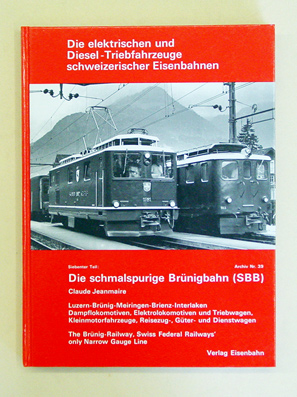 Die elektrischen und
Diesel-Triebfahrzeuge
schweizerischer Eisenbahnen
Siebenter Teil:
Archiv Nr. 39
Die schmalspurige Brünigbahn (SBB)
Claude Jeanmaire
Luzern-Brünig-Meiringen-Brienz-Interlaken
Dampflokomotiven, Elektrolokomotiven und Triebwagen,
Kleinmotorfahrzeuge, Reisezug-, Güter- und Dienstwagen
The Brünig-Railway, Swiss Federal Railways'
only Narrow Gauge Line
Verlag Eisenbahn